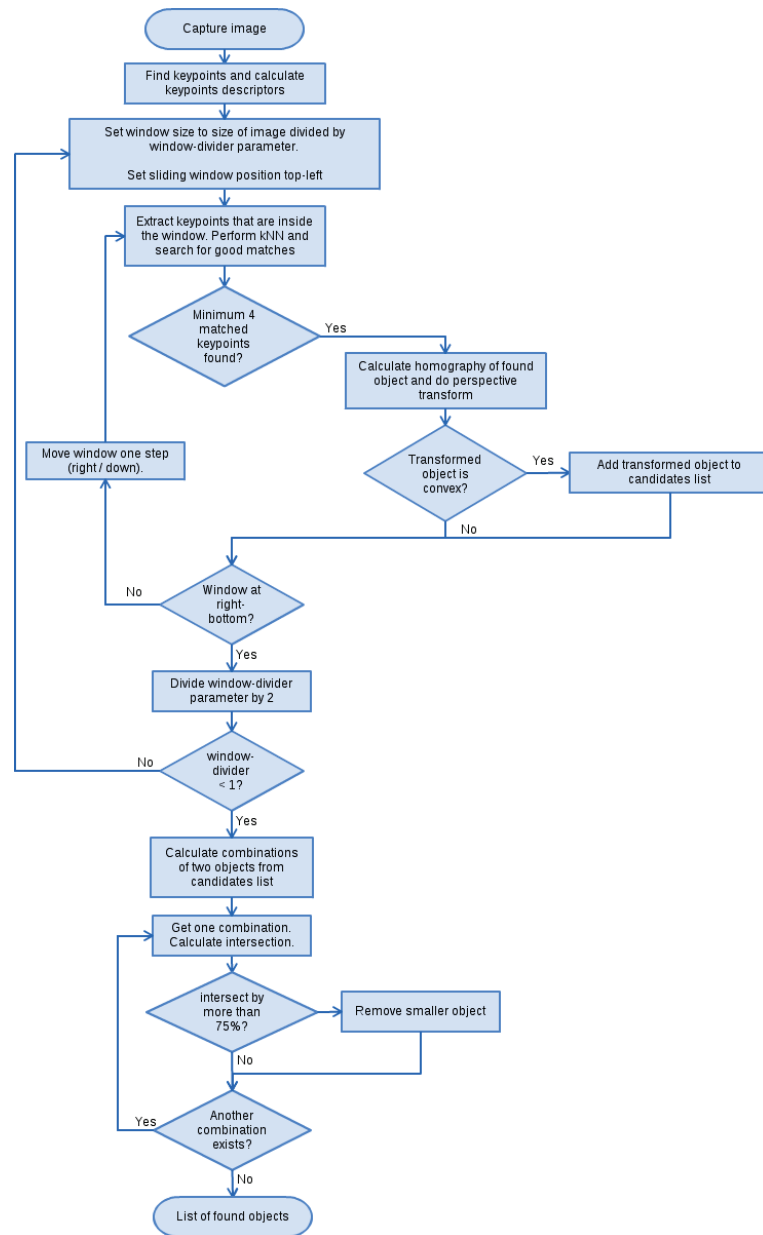 Capture image
Find keypoints and calculate
keypoints descriptors
Set window size to size of image divided by
window-divider parameter.
Set sliding window position top-left
Extract keypoints that are inside
the window. Perform kNN and
search for good matches
Minimum 4
matched
keypoints
found?
Yes
Calculate homography of found
object and do perspective
transform
Move window one step
(right / down).
Transformed
object is
convex?
Yes
Add transformed object to
candidates list
No
No
Window at
right-
bottom?
Yes
Divide window-divider
parameter by 2
window-
divider
< 1?
No
Yes
Calculate combinations
of two objects from
candidates list
Get one combination.
Calculate intersection.
intersect by
more than
75%?
Remove smaller object
No
Another
combination
exists?
Yes
No
List of found objects